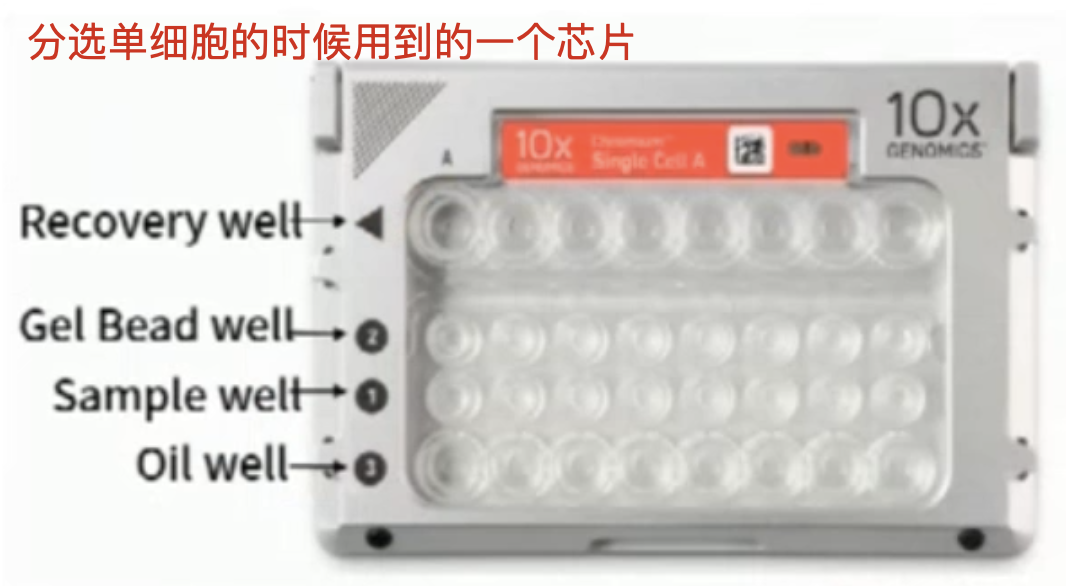 分选单细胞的时候用到的一个芯片
10x
GENOMICS
10x
GENOMICS
Chromium
Single Cell A
A
Recovery well
Gel Bead well
2
Sample well
1
Oil well
3